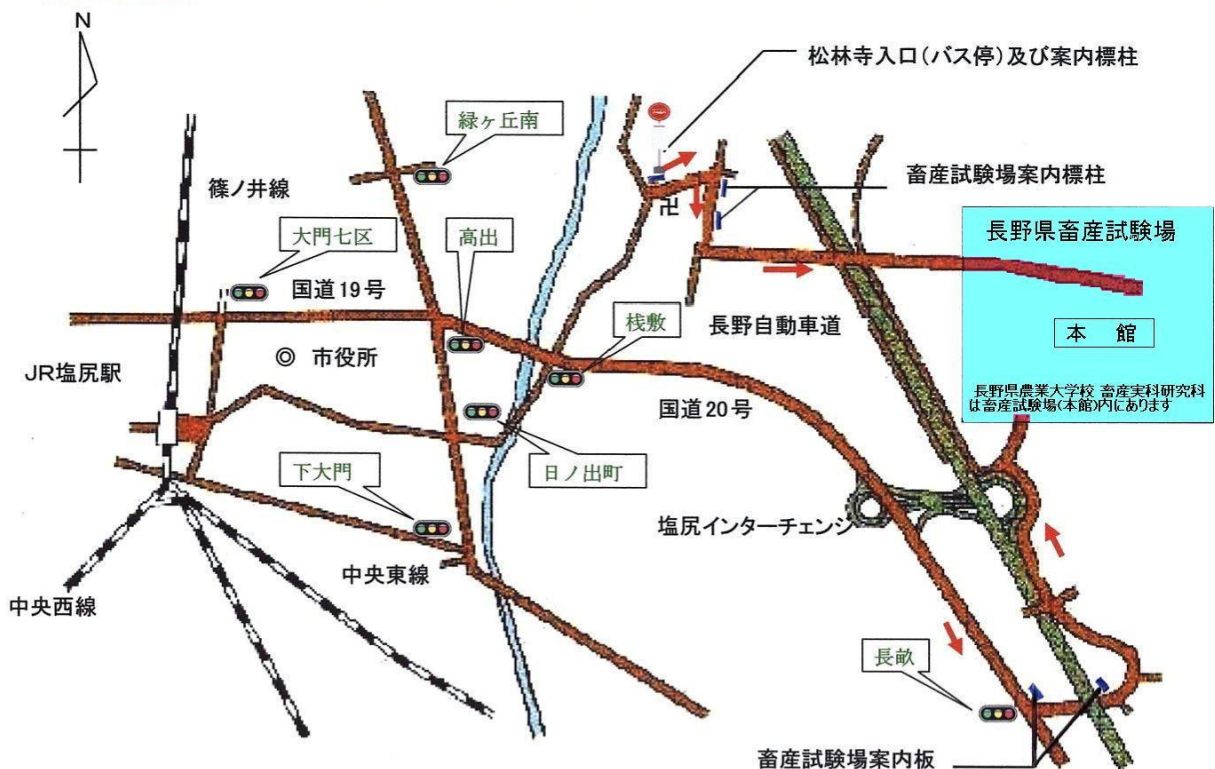 N
松林寺入口(バス停)及び案内標柱
緑ヶ丘南
篠ノ井線
畜産試験場案内標柱
大門七区
高出
長野県畜産試験場
国道19号
桟敷
長野自動車道
本 館
◎ 市役所
JR塩尻駅
長野県農業大学校 畜産実科研究科
は畜産試験場(本館)内にあります
国道20号
日ノ出町
下大門
塩尻インターチェンジ
中央東線
中央西線
長畝
畜産試験場案内板